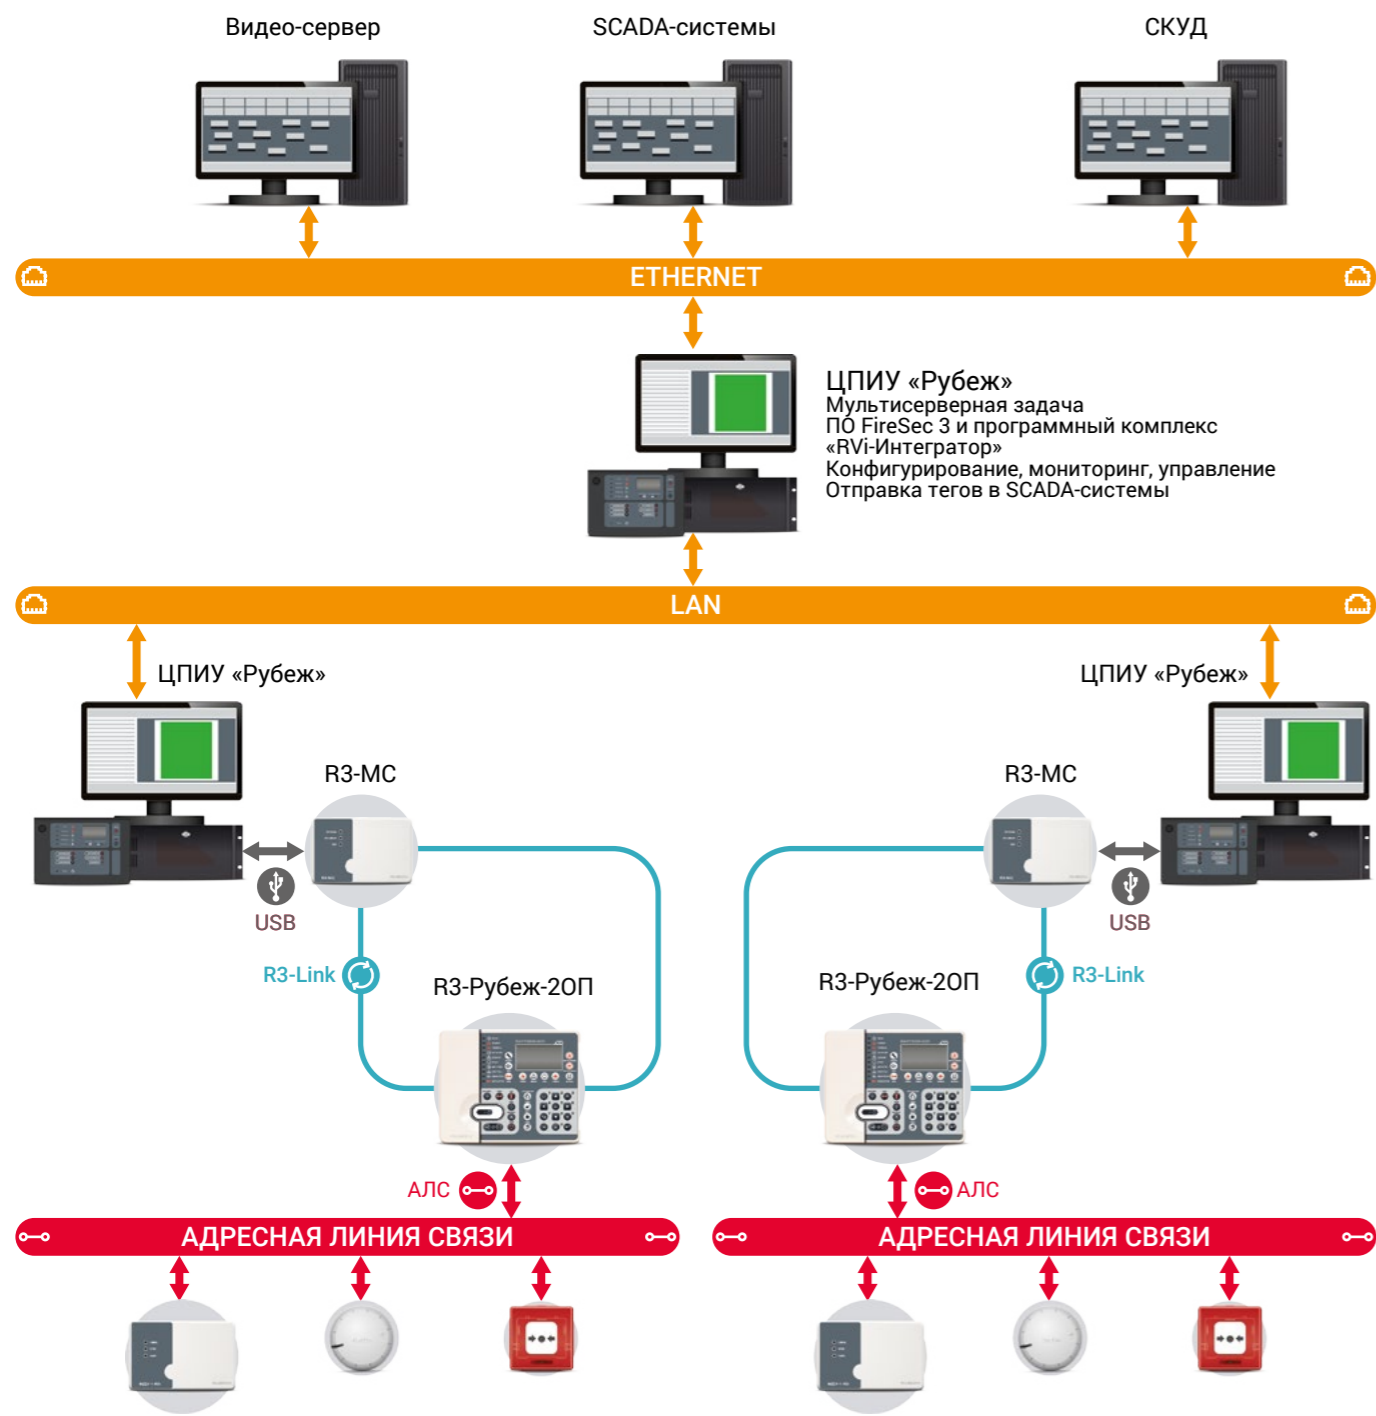 Видео-сервер
SCADA-системы
СКУД
ETHERNET
ЦПИУ «Рубеж»
Мультисерверная задача
ПО FireSec 3 и программный комплекс
«RVi-Интегратор»
Конфигурирование, мониторинг, управление
Отправка тегов в SCADA-системы
LAN
ЦПИУ «Рубеж»
ЦПИУ «Рубеж»
R3-МС
R3-МС
USB
USB
R3-Link
R3-Link
R3-Рубеж-2ОП
R3-Рубеж-2ОП
АЛС
АЛС
АДРЕСНАЯ ЛИНИЯ СВЯЗИ
АДРЕСНАЯ ЛИНИЯ СВЯЗИ